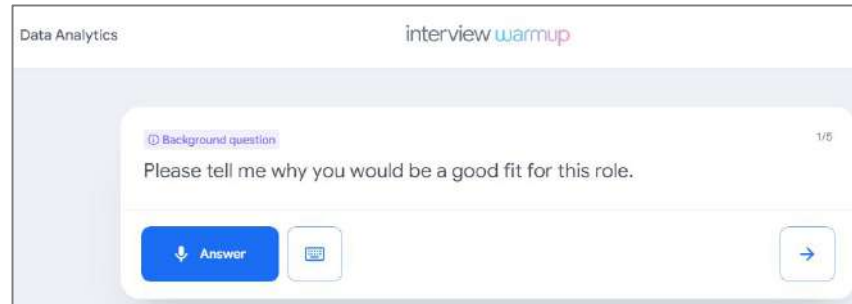 Data Analytics
interview warmup
Background question
1/5
Please tell me why you would be a good fit for this role.
Answer